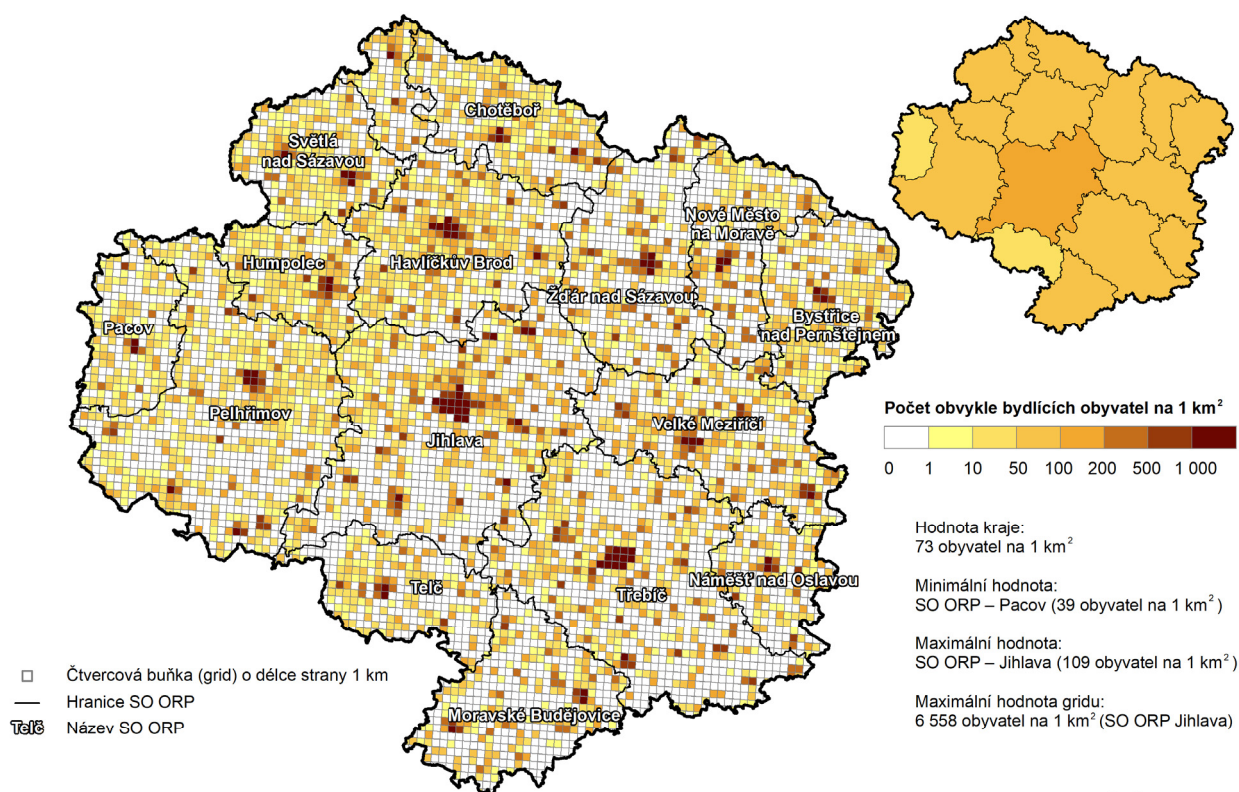 Chotěboř
Světlá
nad Sázavou
Nové Město
na Moravě
Humpolec
Havlíčkův Brod
Žďár nad Sázavou
Pacov
Bystřice
nad Pernštejnem
Pelhřimov
Jihlava
Velké Meziříčí
Telč
Třebíč
Náměšť nad Oslavou
Moravské Budějovice
Počet obvykle bydlících obyvatel na 1 km²
0 1 10 50 100 200 500 1 000
Hodnota kraje:
73 obyvatel na 1 km²
Minimální hodnota:
SO ORP – Pacov (39 obyvatel na 1 km²)
Maximální hodnota:
SO ORP – Jihlava (109 obyvatel na 1 km²)
Maximální hodnota gridu:
6 558 obyvatel na 1 km² (SO ORP Jihlava)
Čtvercová buňka (grid) o délce strany 1 km
Hranice SO ORP
Telč Název SO ORP